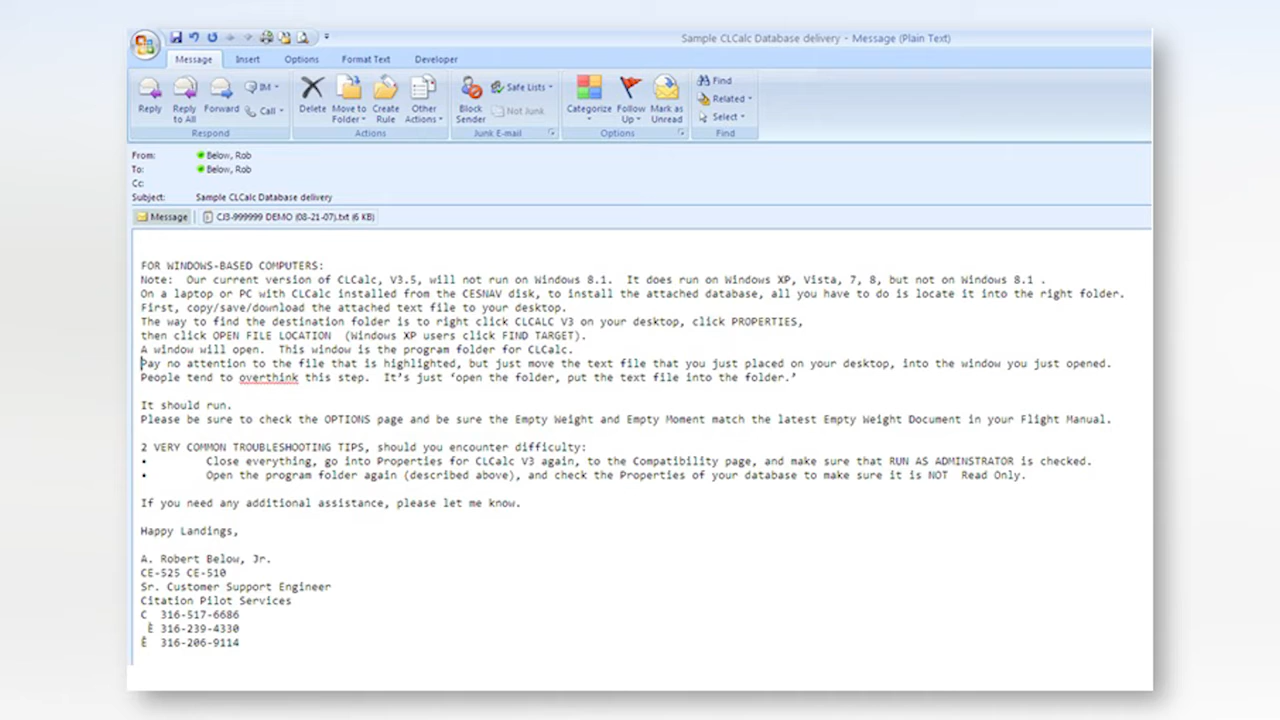 Sample CLCalc Database delivery - Message (Plain Text)
Message Insert Options Format Text Developer
Reply
Reply to All
Forward
IM
Call
Respond
Delete
Move to Folder
Create Rule
Other Actions
Actions
Block Sender
Safe Lists
Not Junk
Junk E-mail
Categorize
Follow Up
Mark as Unread
Options
Find
Related
Select
Find
From: Below, Rob
To: Below, Rob
Cc:
Subject: Sample CLCalc Database delivery
Message CJ3-999999 DEMO (08-21-07).txt (6 KB)
FOR WINDOWS-BASED COMPUTERS:
Note: Our current version of CLCalc, V3.5, will not run on Windows 8.1. It does run on Windows XP, Vista, 7, 8, but not on Windows 8.1 .
On a laptop or PC with CLCalc installed from the CESNAV disk, to install the attached database, all you have to do is locate it into the right folder.
First, copy/save/download the attached text file to your desktop.
The way to find the destination folder is to right click CLCALC V3 on your desktop, click PROPERTIES,
then click OPEN FILE LOCATION (Windows XP users click FIND TARGET).
A window will open. This window is the program folder for CLCalc.
Pay no attention to the file that is highlighted, but just move the text file that you just placed on your desktop, into the window you just opened.
People tend to overthink this step. It’s just ‘open the folder, put the text file into the folder.’
It should run.
Please be sure to check the OPTIONS page and be sure the Empty Weight and Empty Moment match the latest Empty Weight Document in your Flight Manual.
2 VERY COMMON TROUBLESHOOTING TIPS, should you encounter difficulty:
• Close everything, go into Properties for CLCalc V3 again, to the Compatibility page, and make sure that RUN AS ADMINSTRATOR is checked.
• Open the program folder again (described above), and check the Properties of your database to make sure it is NOT Read Only.
If you need any additional assistance, please let me know.
Happy Landings,
A. Robert Below, Jr.
CE-525 CE-510
Sr. Customer Support Engineer
Citation Pilot Services
C 316-517-6686
È 316-239-4330
Ê 316-206-9114